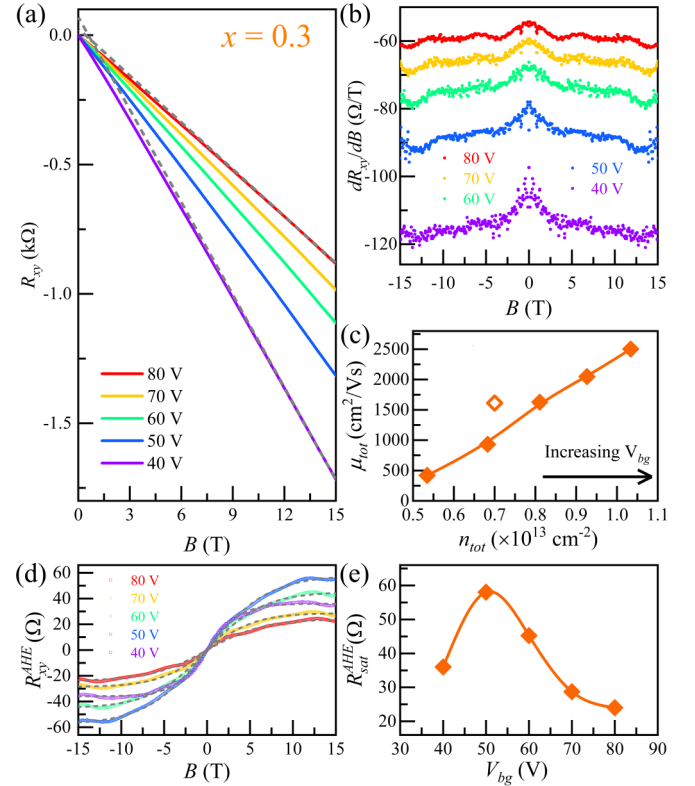 (a)
x = 0.3
0.0
-0.5
-1.0
-1.5
R_xy (kΩ)
80 V
70 V
60 V
50 V
40 V
0 3 6 9 12 15
B (T)
(b)
-60
-80
-100
-120
dR_xy/dB (Ω/T)
80 V
70 V
60 V
50 V
40 V
-15 -10 -5 0 5 10 15
B (T)
(c)
2500
2000
1500
1000
500
0
μ_tot (cm²/Vs)
Increasing V_bg
0.5 0.6 0.7 0.8 0.9 1.0 1.1
n_tot (×10¹³ cm⁻²)
(d)
60
40
20
0
-20
-40
-60
R_xy^AHE (Ω)
80 V
70 V
60 V
50 V
40 V
-15 -10 -5 0 5 10 15
B (T)
(e)
60
50
40
30
20
R_sat^AHE (Ω)
30 40 50 60 70 80 90
V_bg (V)